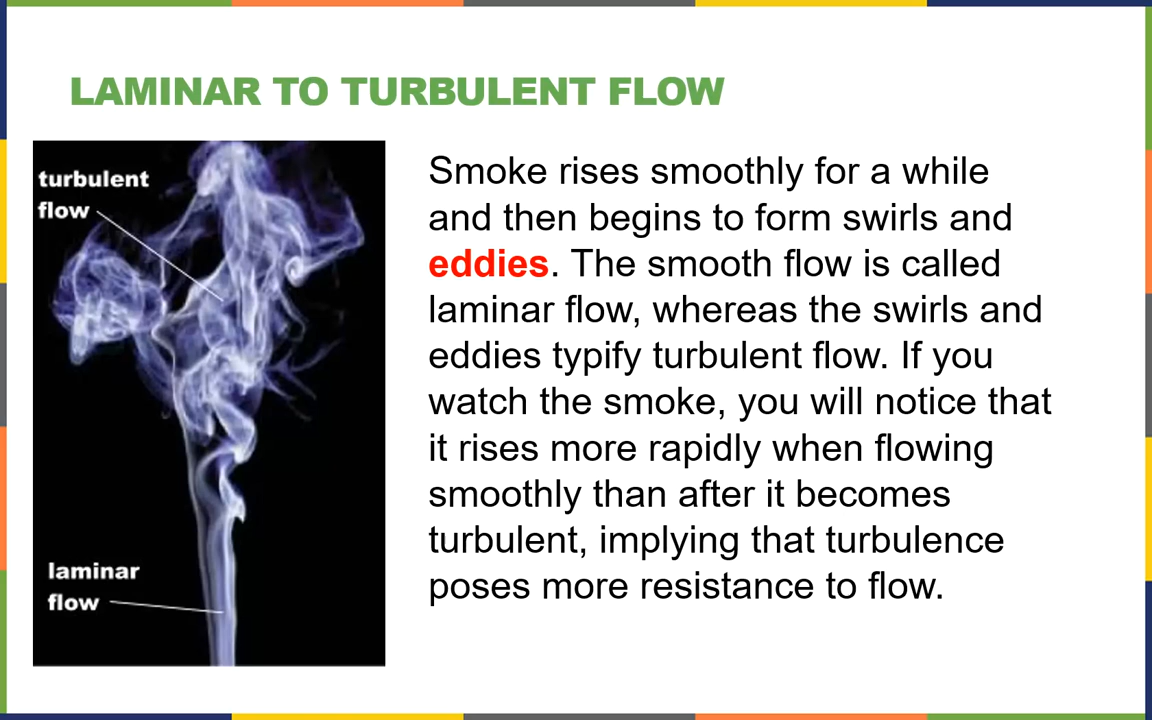 LAMINAR TO TURBULENT FLOW
turbulent
flow
laminar
flow
Smoke rises smoothly for a while
and then begins to form swirls and
eddies. The smooth flow is called
laminar flow, whereas the swirls and
eddies typify turbulent flow. If you
watch the smoke, you will notice that
it rises more rapidly when flowing
smoothly than after it becomes
turbulent, implying that turbulence
poses more resistance to flow.